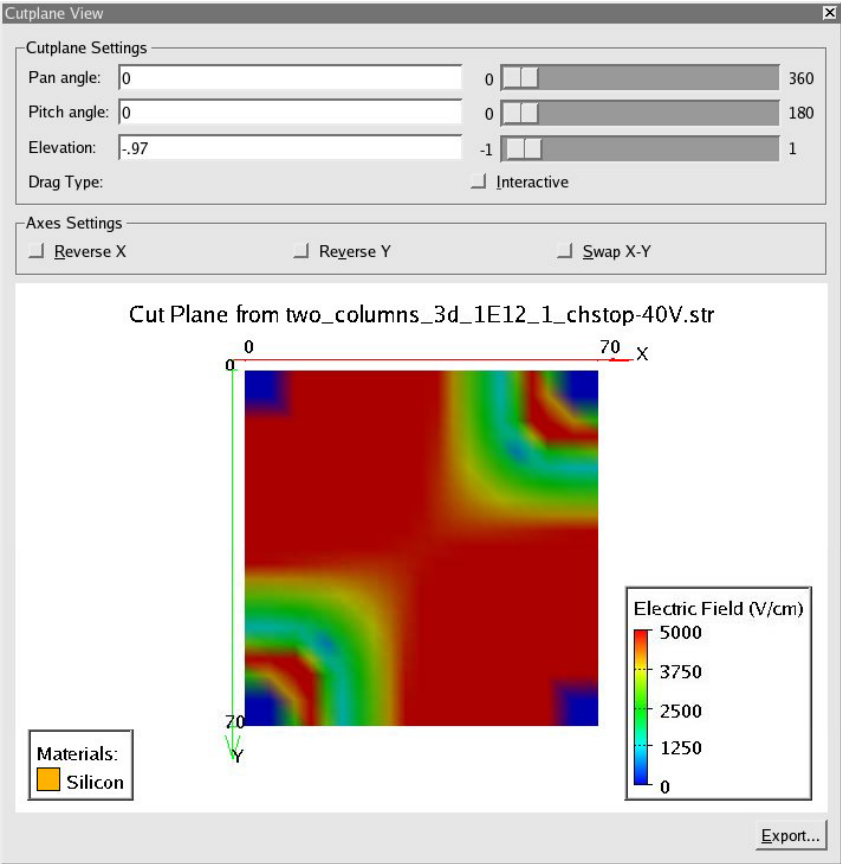 Cutplane View
Cutplane Settings
Pan angle: 0 0 360
Pitch angle: 0 0 180
Elevation: -.97 -1 1
Drag Type: Interactive
Axes Settings
Reverse X Reverse Y Swap X-Y
Cut Plane from two_columns_3d_1E12_1_chstop-40V.str
0 70 X
0
70
Y
Electric Field (V/cm)
5000
3750
2500
1250
0
Materials:
Silicon
Export...